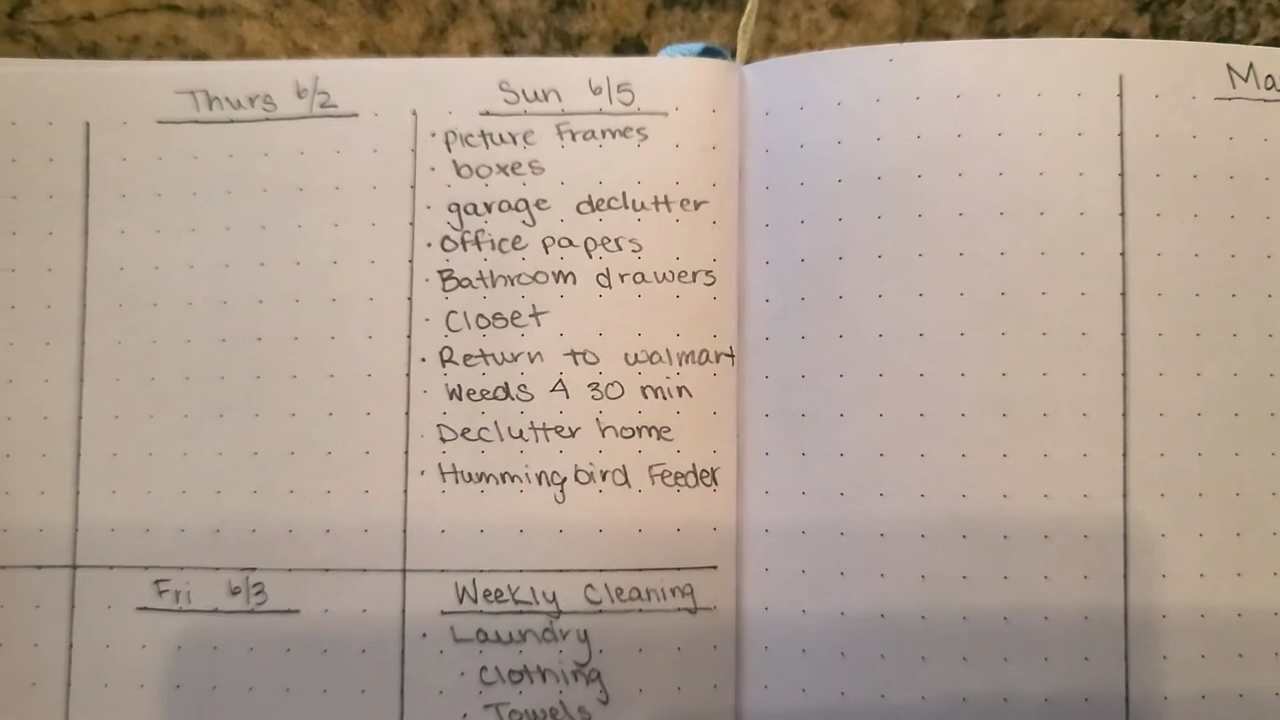 Thurs 6/2
Sun 6/5
• picture Frames
• boxes
• garage declutter
• office papers
• Bathroom drawers
• Closet
• Return to walmart
• Weeds 4 30 min
• Declutter home
• Hummingbird Feeder
Fri 6/3
Weekly Cleaning
• Laundry
• Clothing
• Towels